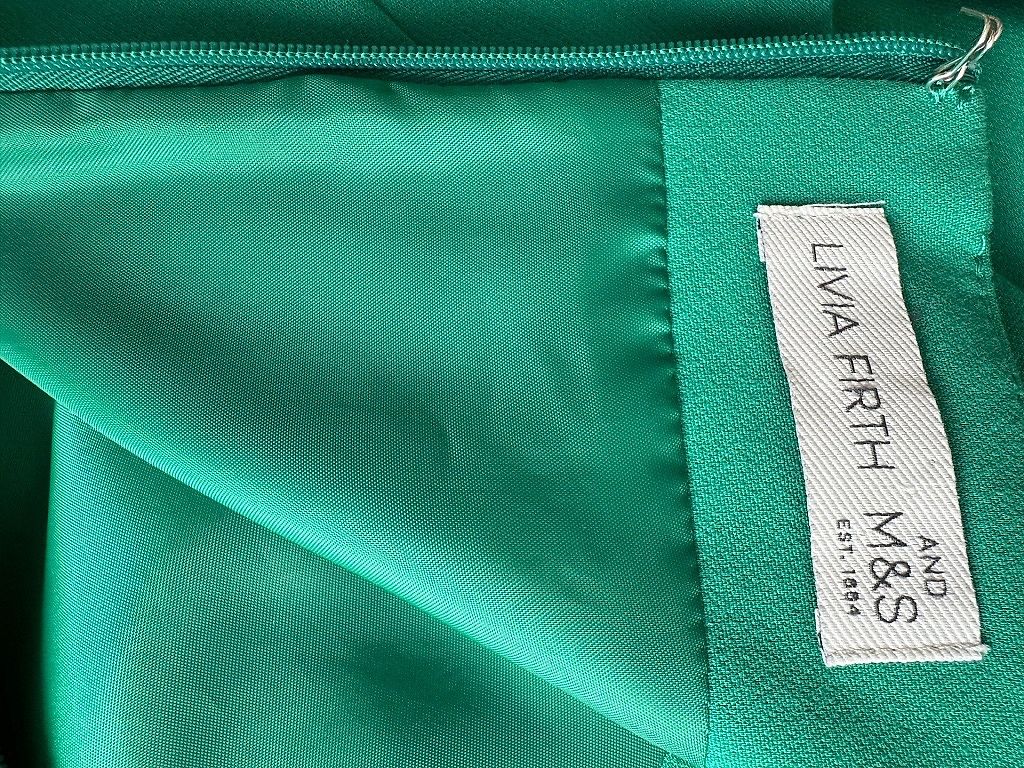 LIVIA FIRTH
AND
M&S
EST. 1884